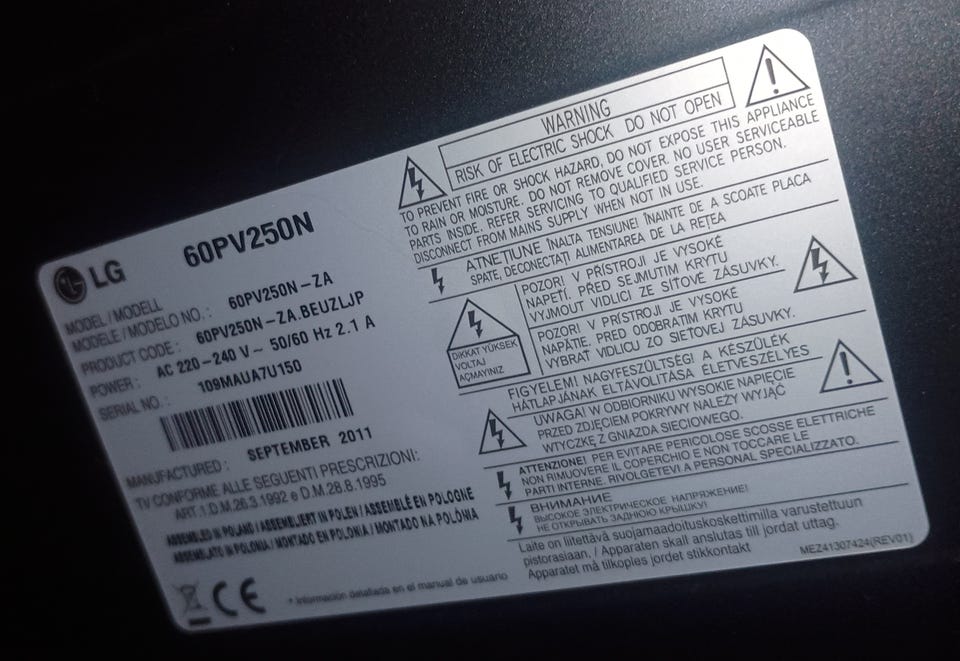 LG
60PV250N
MODEL / MODELL
MODELE / MODELO NO. : 60PV250N-ZA
PRODUCT CODE : 60PV250N-ZA.BEUZLJP
POWER : AC 220-240 V~ 50/60 Hz 2.1 A
SERIAL NO. : 109MAUA7U150
MANUFACTURED : SEPTEMBER, 2011
TV CONFORME ALLE SEGUENTI PRESCRIZIONI:
ART.1.D.M.26.3.1992 e D.M.28.8.1995
ASSEMBLED IN POLAND / ASSEMBLIERT IN POLEN / ASSEMBLÉ EN POLOGNE
ASSEMBLATO IN POLONIA / MONTADO EN POLONIA / MONTADO NA POLÓNIA
CE
* Información detallada en el manual de usuario
WARNING
RISK OF ELECTRIC SHOCK DO NOT OPEN
TO PREVENT FIRE OR SHOCK HAZARD, DO NOT EXPOSE THIS APPLIANCE
TO RAIN OR MOISTURE. DO NOT REMOVE COVER. NO USER SERVICEABLE
PARTS INSIDE. REFER SERVICING TO QUALIFIED SERVICE PERSON.
DISCONNECT FROM MAINS SUPPLY WHEN NOT IN USE.
ATNEŢIUNE ÎNALTA TENSIUNE! ÎNAINTE DE A SCOATE PLACA
SPATE, DECONECTAŢI ALIMENTAREA DE LA REŢEA
DIKKAT YÜKSEK
VOLTAJ
AÇMAYINIZ
POZOR! V PŘÍSTROJI JE VYSOKÉ
NAPETÍ. PŘED SEJMUTIM KRYTU
VYJMOUT VIDLICI ZE SÍŤOVÉ ZÁSUVKY.
POZOR! V PRÍSTROJI JE VYSOKÉ
NAPÄTIE. PRED ODOBRATIM KRYTU
VYBRAT VIDLICU ZO SIEŤOVEJ ZÁSUVKY.
FIGYELEM! NAGYFESZÜLTSÉG! A KÉSZÜLÉK
HÁTLAPJÁNAK ELTÁVOLÍTÁSA ÉLETVESZÉLYES
UWAGA! W ODBIORNIKU WYSOKIE NAPIĘCIE
PRZED ZDJĘCIEM POKRYWY NALEŻY WYJĄĆ
WTYCZKĘ Z GNIAZDA SIECIOWEGO.
ATTENZIONE! PER EVITARE PERICOLOSE SCOSSE ELETTRICHE
NON RIMUOVERE IL COPERCHIO E NON TOCCARE LE
PARTI INTERNE. RIVOLGETEVI A PERSONAL SPECIALIZZATO.
ВНИМАНИЕ
ВЫСОКОЕ ЭЛЕКТРИЧЕСКОЕ НАПРЯЖЕНИЕ!
НЕ ОТКРЫВАТЬ ЗАДНЮЮ КРЫШКУ!
Laite on liitettävä suojamaadoituskoskettimilla varustettuun
pistorasiaan. / Apparaten skall anslutas till jordat uttag.
Apparatet må tilkoples jordet stikkontakt
MEZ41307424(REV01)